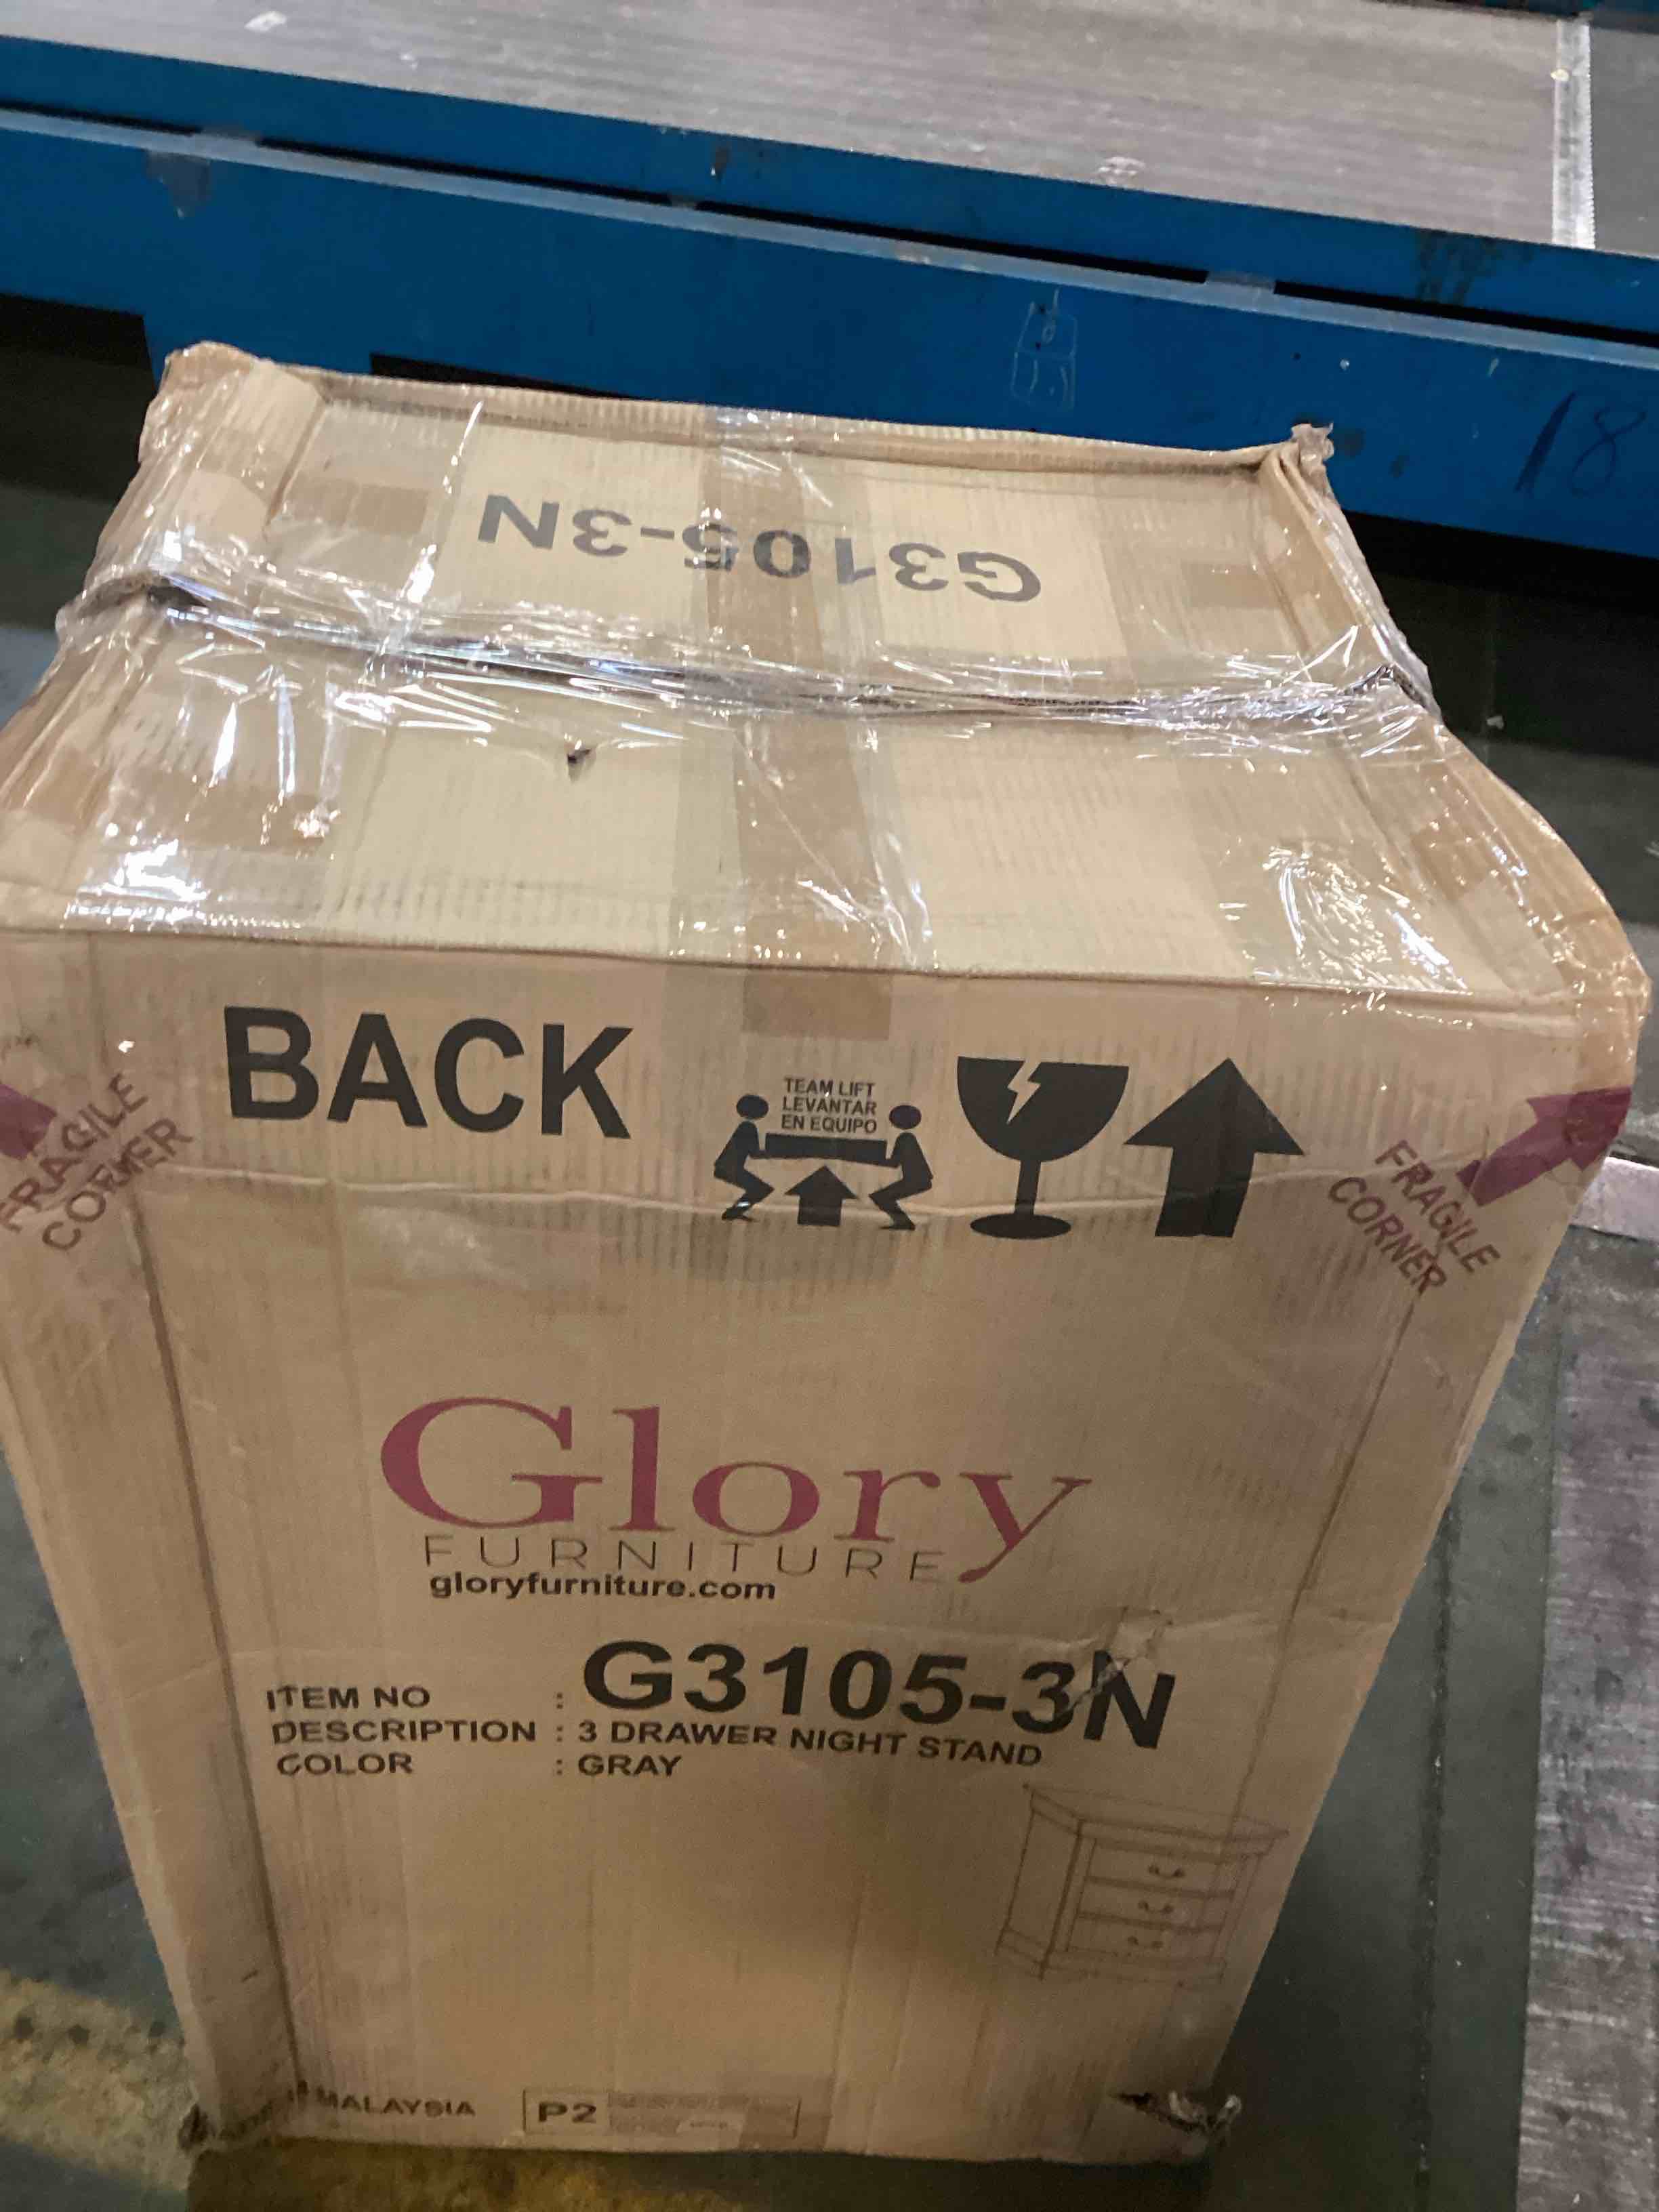 G3105-3N
BACK
TEAM LIFT
LEVANTAR
EN EQUIPO
FRAGILE
CORNER
FRAGILE
CORNER
Glory
FURNITURE
gloryfurniture.com
ITEM NO : G3105-3N
DESCRIPTION : 3 DRAWER NIGHT STAND
COLOR : GRAY
MALAYSIA
P2
18